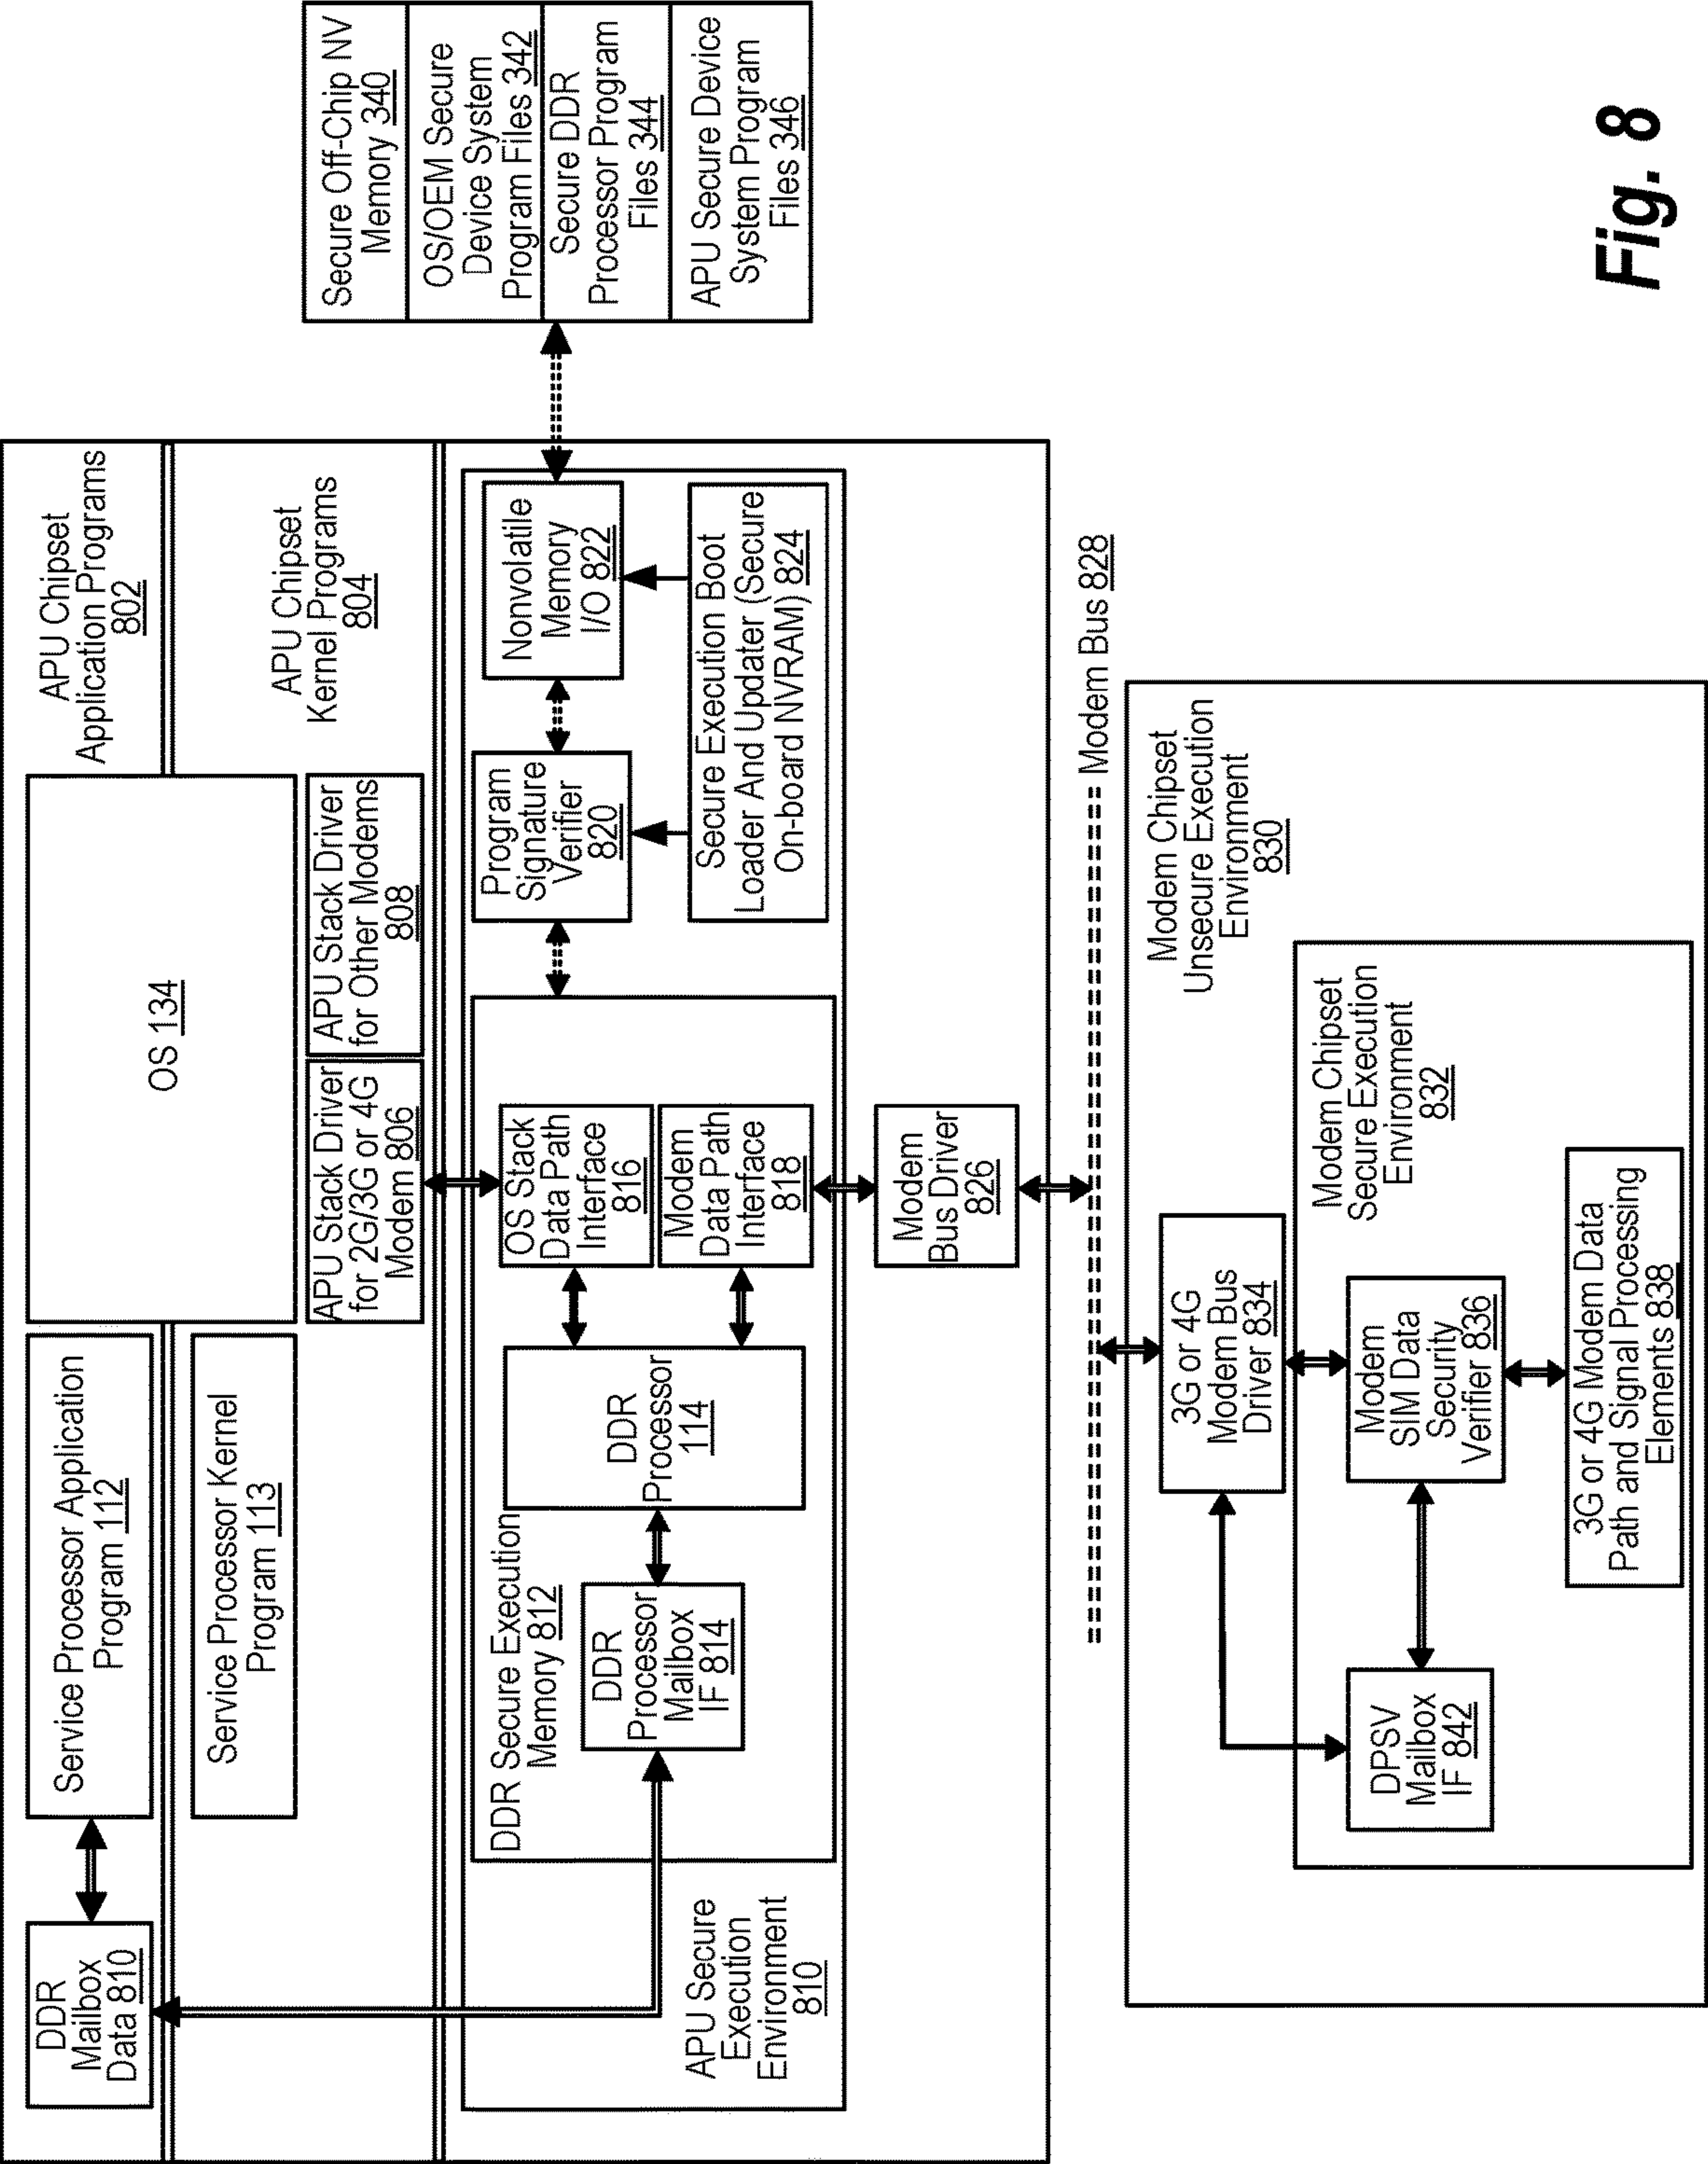 DDR
Mailbox
Data 810
Service Processor Application
Program 112
OS 134
APU Chipset
Application Programs
802
Service Processor Kernel
Program 113
APU Stack Driver
for 2G/3G or 4G
Modem 806
APU Stack Driver
for Other Modems
808
APU Chipset
Kernel Programs
804
Secure Off-Chip NV
Memory 340
OS/OEM Secure
Device System
Program Files 342
Secure DDR
Processor Program
Files 344
APU Secure Device
System Program
Files 346
APU Secure
Execution
Environment
810
DDR Secure Execution
Memory 812
DDR
Processor
Mailbox
IF 814
DDR
Processor
114
OS Stack
Data Path
Interface
816
Modem
Data Path
Interface
818
Program
Signature
Verifier
820
Nonvolatile
Memory
I/O 822
Secure Execution Boot
Loader And Updater (Secure
On-board NVRAM) 824
Modem
Bus Driver
826
Modem Bus 828
Modem Chipset
Unsecure Execution
Environment
830
3G or 4G
Modem Bus
Driver 834
Modem Chipset
Secure Execution
Environment
832
DPSV
Mailbox
IF 842
Modem
SIM Data
Security
Verifier 836
3G or 4G Modem Data
Path and Signal Processing
Elements 838
Fig. 8